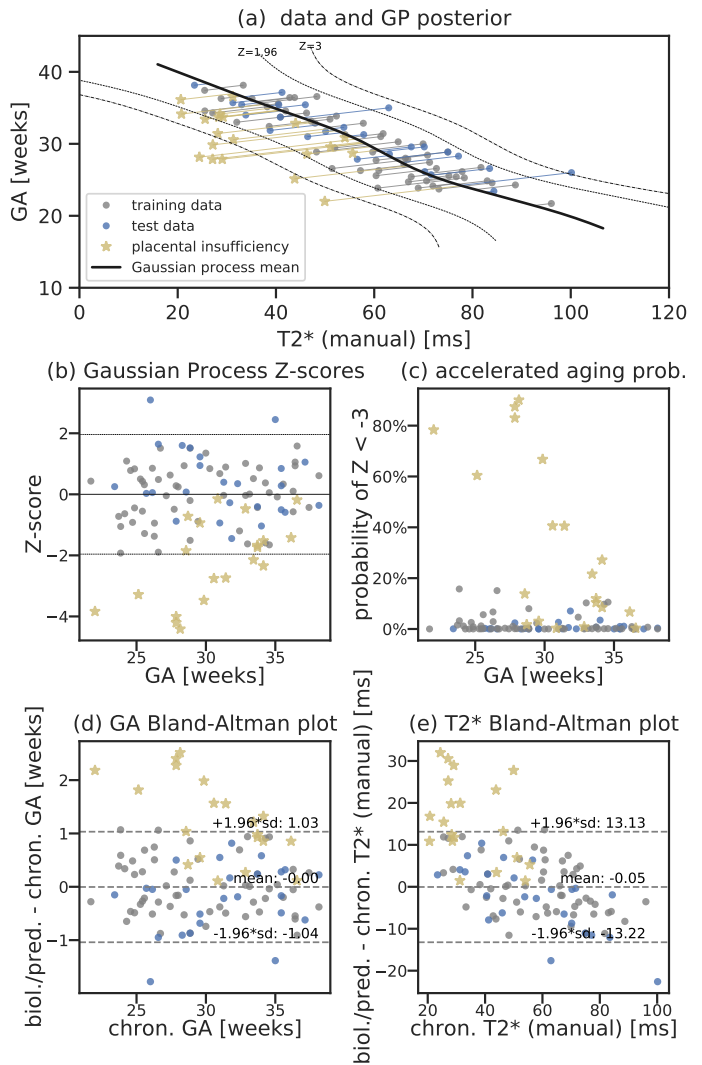 (a)  data and GP posterior
Z=1.96
Z=3
40
30
20
10
GA [weeks]
training data
test data
placental insufficiency
Gaussian process mean
0 20 40 60 80 100 120
T2* (manual) [ms]
(b) Gaussian Process Z-scores
2
0
−2
−4
Z-score
25 30 35
GA [weeks]
(c) accelerated aging prob.
80%
60%
40%
20%
0%
probability of Z < -3
25 30 35
GA [weeks]
(d) GA Bland-Altman plot
2
1
0
−1
biol./pred. - chron. GA [weeks]
+1.96*sd: 1.03
mean: -0.00
-1.96*sd: -1.04
25 30 35
chron. GA [weeks]
(e) T2* Bland-Altman plot
30
20
10
0
−10
−20
biol./pred. - chron. T2* (manual) [ms]
+1.96*sd: 13.13
mean: -0.05
-1.96*sd: -13.22
20 40 60 80 100
chron. T2* (manual) [ms]